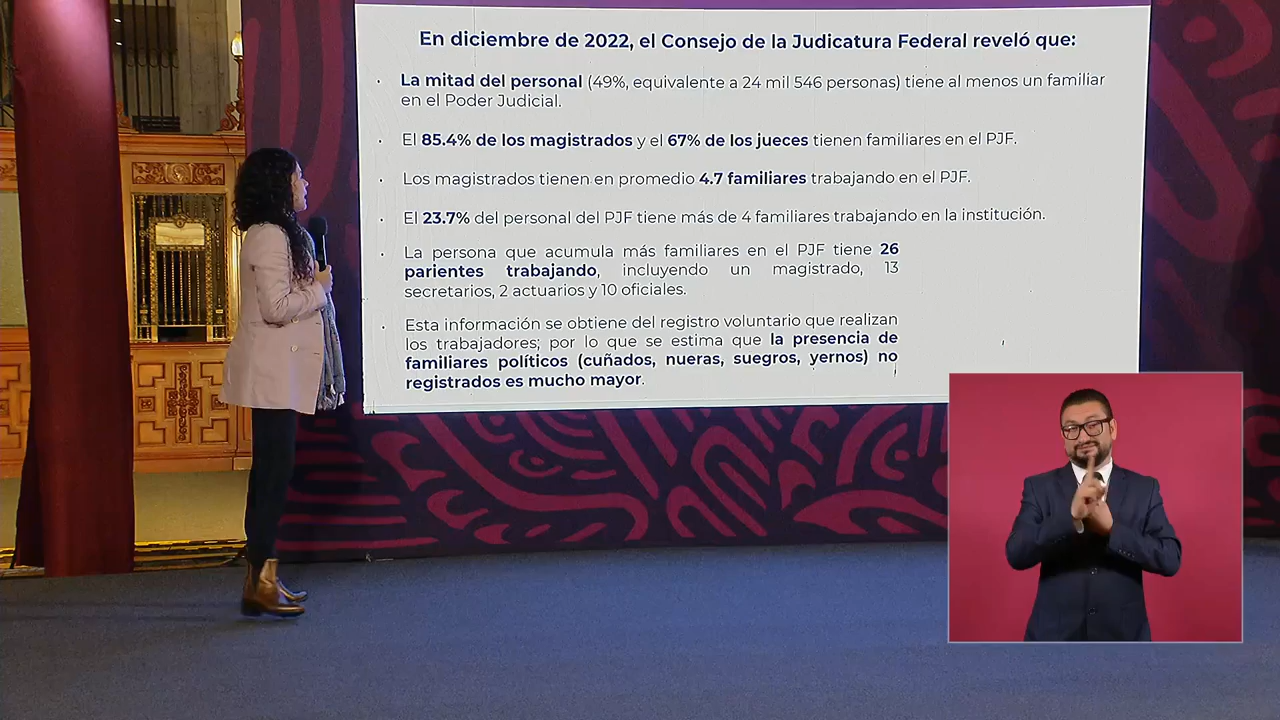 En diciembre de 2022, el Consejo de la Judicatura Federal reveló que:
• La mitad del personal (49%, equivalente a 24 mil 546 personas) tiene al menos un familiar
en el Poder Judicial.
• El 85.4% de los magistrados y el 67% de los jueces tienen familiares en el PJF.
• Los magistrados tienen en promedio 4.7 familiares trabajando en el PJF.
• El 23.7% del personal del PJF tiene más de 4 familiares trabajando en la institución.
• La persona que acumula más familiares en el PJF tiene 26
parientes trabajando, incluyendo un magistrado, 13
secretarios, 2 actuarios y 10 oficiales.
• Esta información se obtiene del registro voluntario que realizan
los trabajadores; por lo que se estima que la presencia de
familiares políticos (cuñados, nueras, suegros, yernos) no
registrados es mucho mayor.